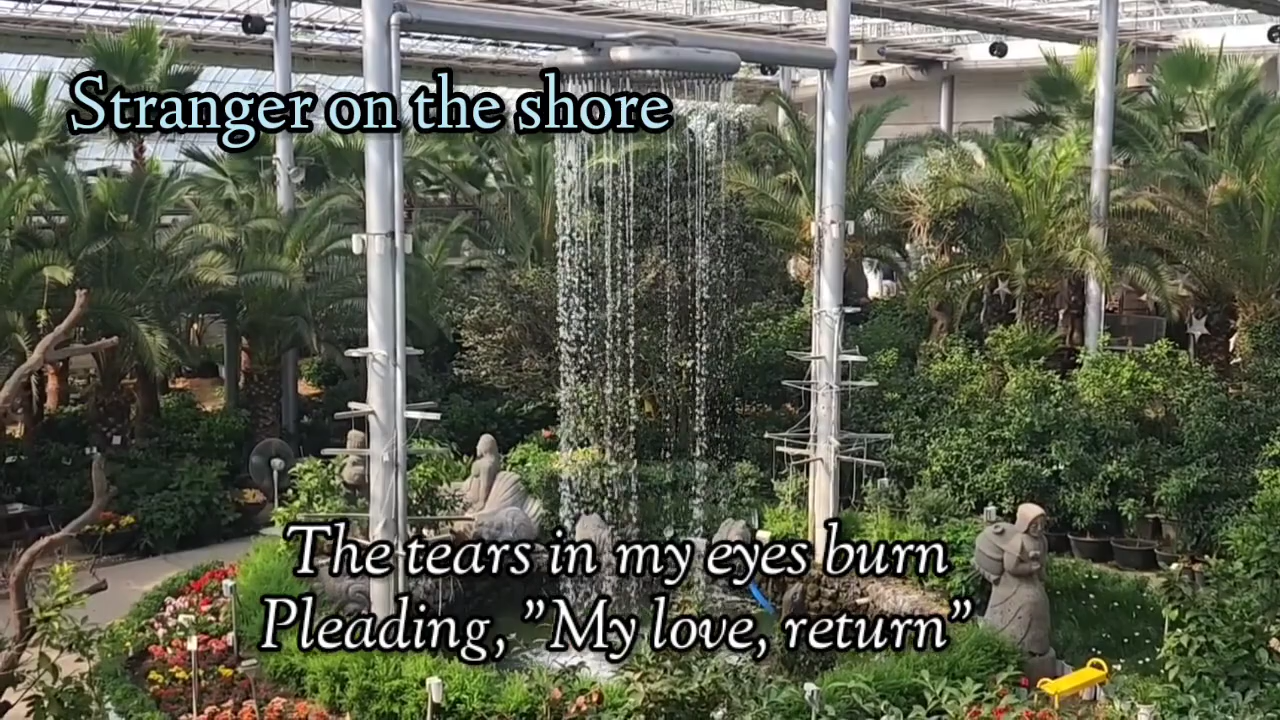 Stranger on the shore
The tears in my eyes burn
Pleading, ”My love, return”